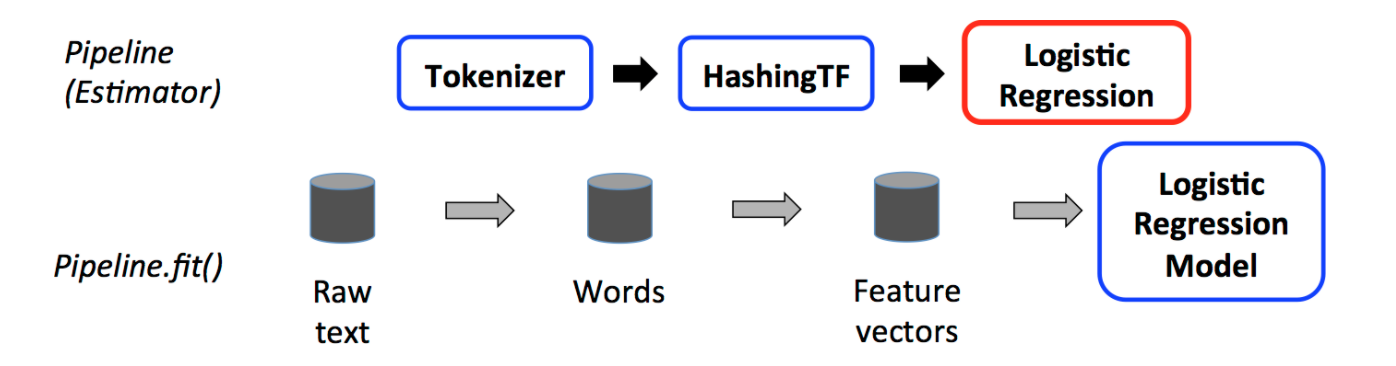 Pipeline
(Estimator)
Tokenizer
HashingTF
Logistic
Regression
Pipeline.fit()
Raw
text
Words
Feature
vectors
Logistic
Regression
Model